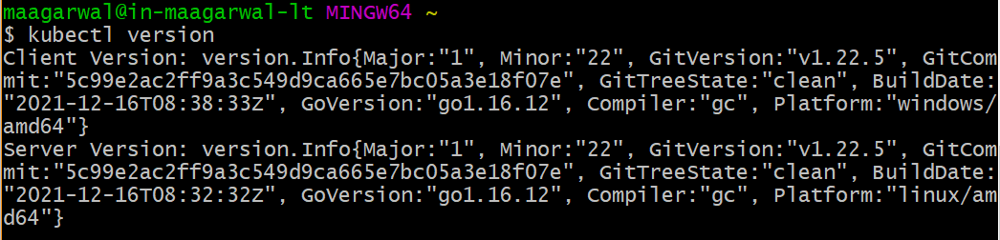 maagarwal@in-maagarwal-lt MINGW64 ~
$ kubectl version
Client Version: version.Info{Major:"1", Minor:"22", GitVersion:"v1.22.5", GitCom
mit:"5c99e2ac2ff9a3c549d9ca665e7bc05a3e18f07e", GitTreeState:"clean", BuildDate:
"2021-12-16T08:38:33Z", GoVersion:"go1.16.12", Compiler:"gc", Platform:"windows/
amd64"}
Server Version: version.Info{Major:"1", Minor:"22", GitVersion:"v1.22.5", GitCom
mit:"5c99e2ac2ff9a3c549d9ca665e7bc05a3e18f07e", GitTreeState:"clean", BuildDate:
"2021-12-16T08:32:32Z", GoVersion:"go1.16.12", Compiler:"gc", Platform:"linux/am
d64"}